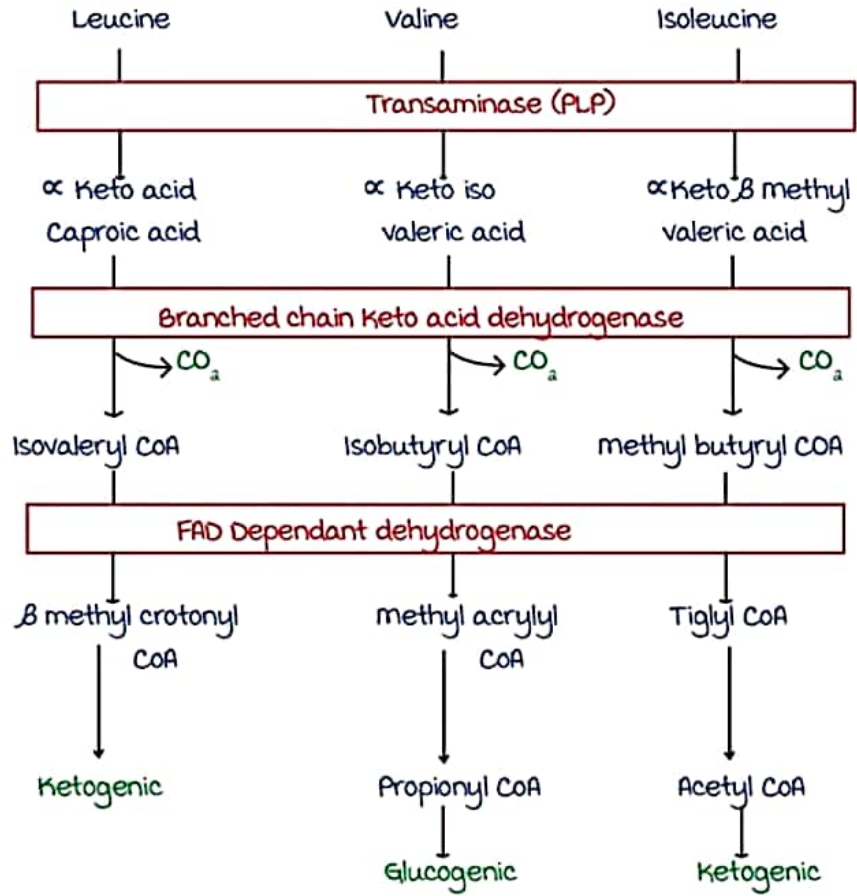 Leucine Valine Isoleucine
Transaminase (PLP)
∝ Keto acid ∝ Keto iso ∝Keto β methyl
Caproic acid valeric acid valeric acid
Branched chain Keto acid dehydrogenase
CO₂ CO₂ CO₂
Isovaleryl CoA Isobutyryl CoA methyl butyryl COA
FAD Dependant dehydrogenase
β methyl crotonyl methyl acrylyl Tiglyl CoA
CoA CoA
Ketogenic Propionyl CoA Acetyl CoA
Glucogenic Ketogenic